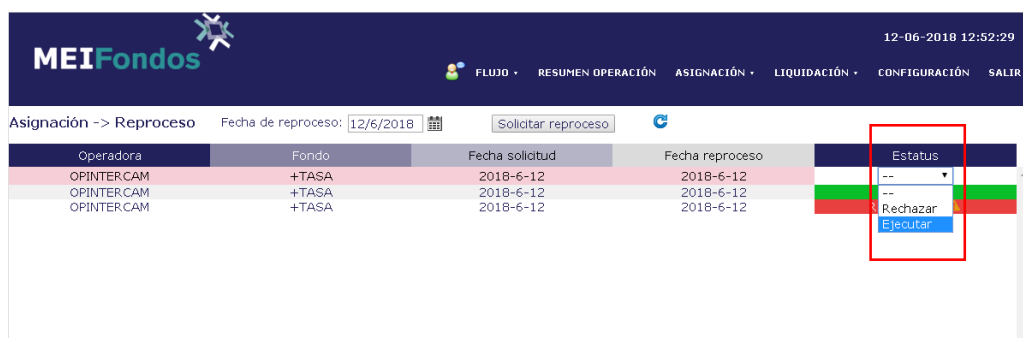 12-06-2018 12:52:29
MEIFondos
FLUJO RESUMEN OPERACIÓN ASIGNACIÓN LIQUIDACIÓN CONFIGURACIÓN SALIR
Asignación -> Reproceso Fecha de reproceso: 12/6/2018 Solicitar reproceso
Operadora Fondo Fecha solicitud Fecha reproceso Estatus
OPINTERCAM +TASA 2018-6-12 2018-6-12 --
OPINTERCAM +TASA 2018-6-12 2018-6-12 --
OPINTERCAM +TASA 2018-6-12 2018-6-12 Rechazar
Ejecutar